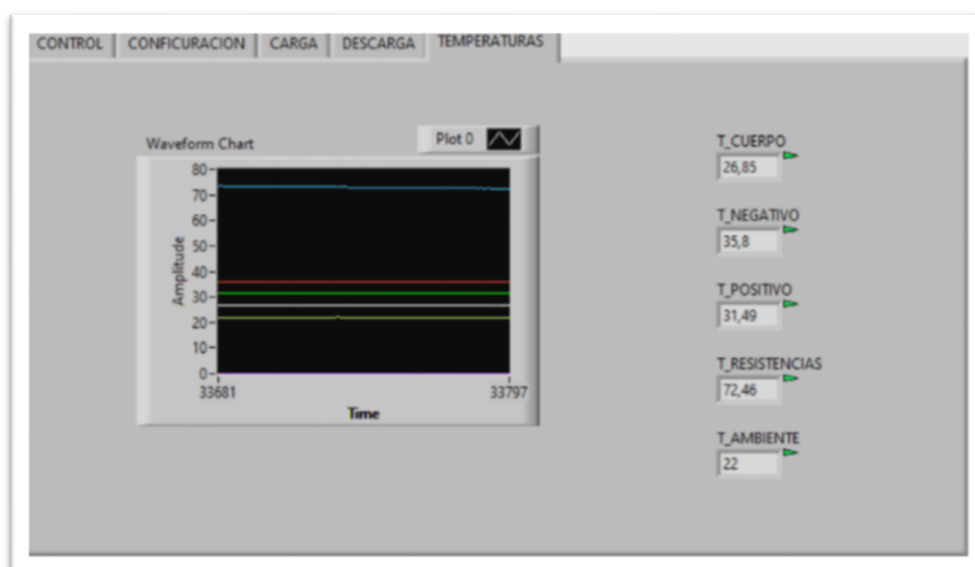 CONTROL CONFICURACION CARGA DESCARGA TEMPERATURAS
Waveform Chart
Plot 0
80
70
60
50
40
30
20
10
0
Amplitude
33681
33797
Time
T_CUERPO
26,85
T_NEGATIVO
35,8
T_POSITIVO
31,49
T_RESISTENCIAS
72,46
T_AMBIENTE
22